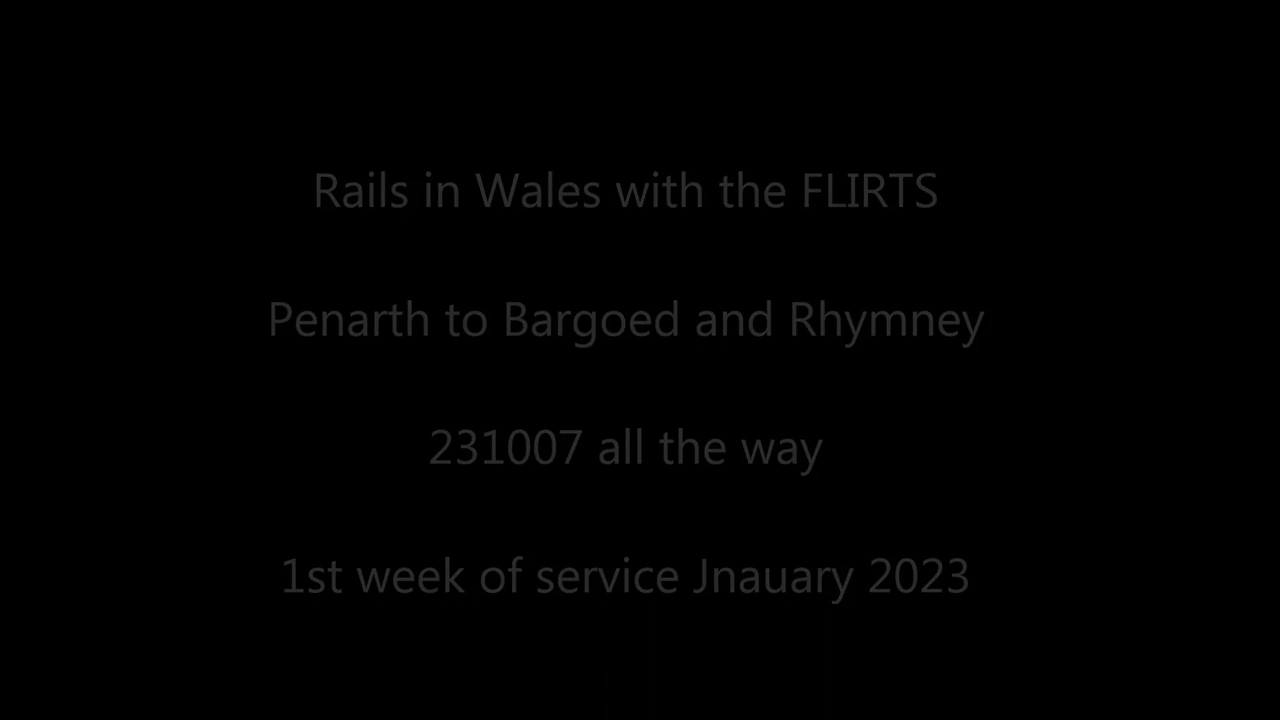 Rails in Wales with the FLIRTS
Penarth to Bargoed and Rhymney
231007 all the way
1st week of service Jnauary 2023